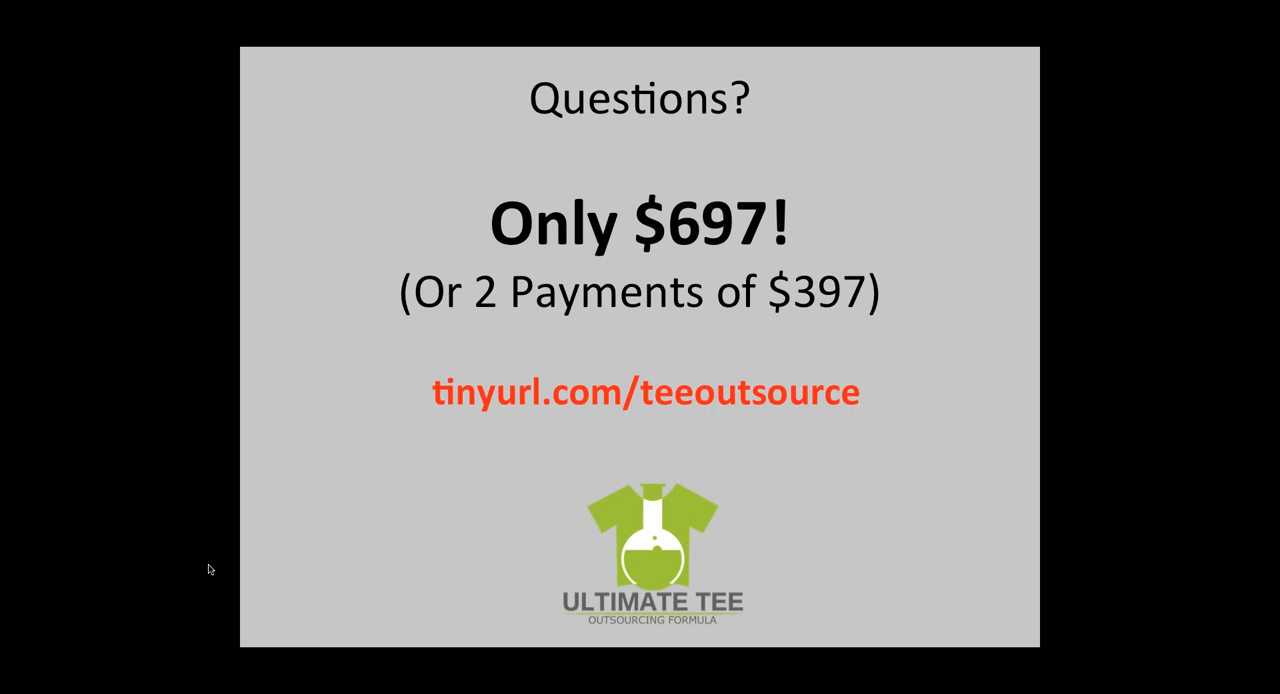 Questions?
Only $697!
(Or 2 Payments of $397)
tinyurl.com/teeoutsource
ULTIMATE TEE
OUTSOURCING FORMULA